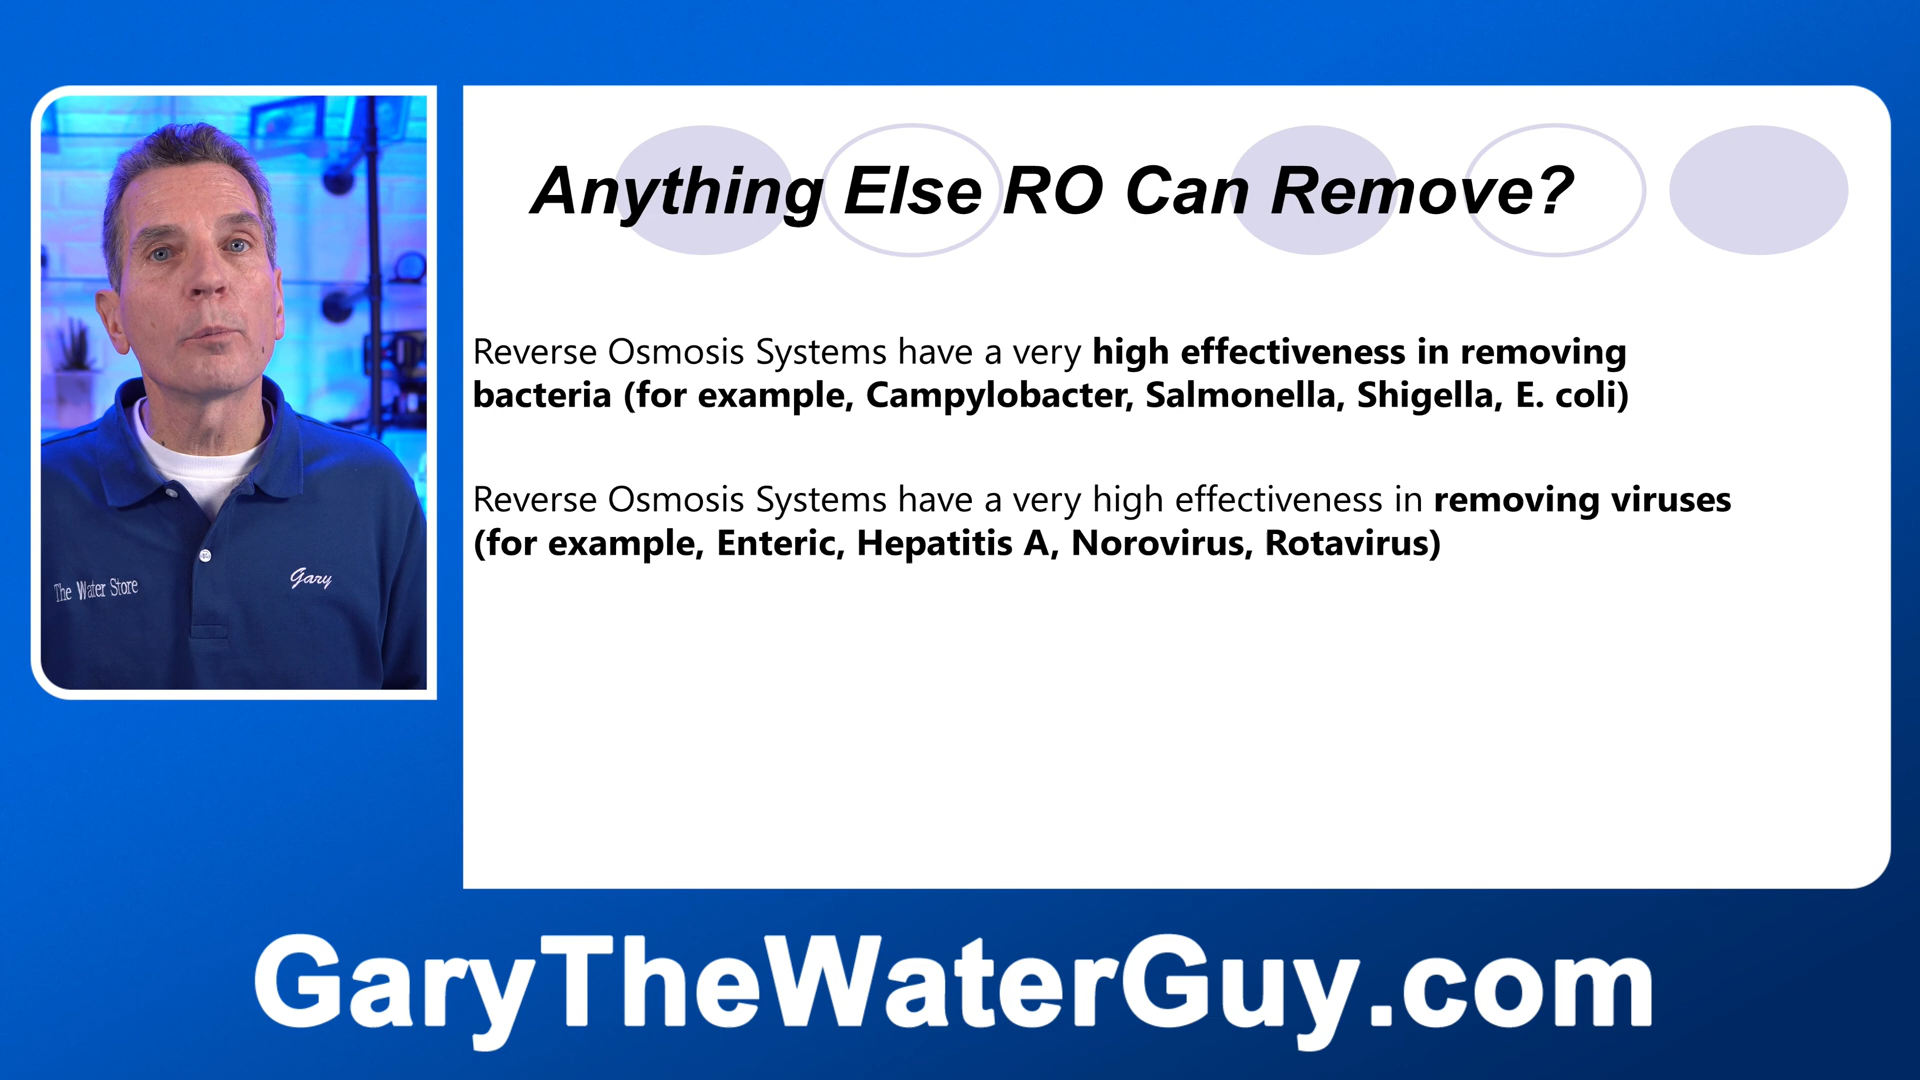 Anything Else RO Can Remove?
Reverse Osmosis Systems have a very high effectiveness in removing
bacteria (for example, Campylobacter, Salmonella, Shigella, E. coli)
Reverse Osmosis Systems have a very high effectiveness in removing viruses
(for example, Enteric, Hepatitis A, Norovirus, Rotavirus)
The Water Store
Gary
GaryTheWaterGuy.com